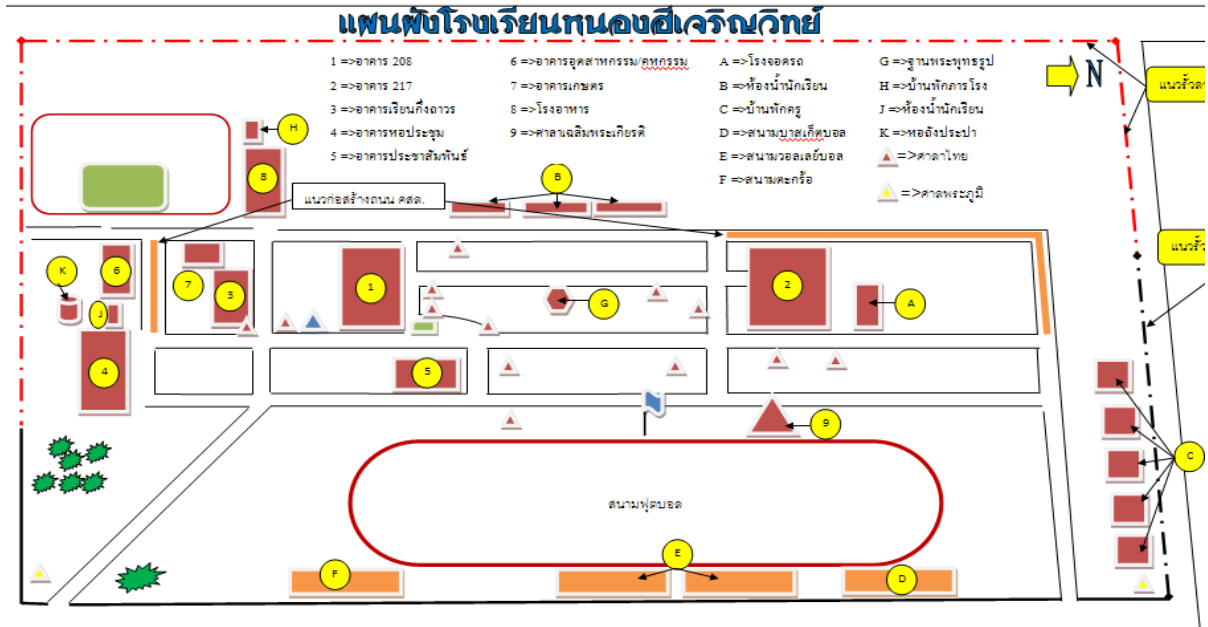 แผนผังโรงเรียนหนองฮีเจริญวิทย์
1 =>อาคาร 208
2 =>อาคาร 217
3 =>อาคารเรียนกึ่งถาวร
4 =>อาคารหอประชุม
5 =>อาคารประชาสัมพันธ์
6 =>อาคารอุตสาหกรรม/คหกรรม
7 =>อาคารเกษตร
8 =>โรงอาหาร
9 =>ศาลาเฉลิมพระเกียรติ
A =>โรงจอดรถ
B =>ห้องน้ำนักเรียน
C =>บ้านพักครู
D =>สนามบาสเก็ตบอล
E =>สนามวอลเลย์บอล
F =>สนามตะกร้อ
G =>ฐานพระพุทธรูป
H =>บ้านพักภารโรง
J =>ห้องน้ำนักเรียน
K =>หอถังประปา
=>ศาลาไทย
=>ศาลพระภูมิ
N
แนวรั้วลว
H
8
B
แนวก่อสร้างถนน คสล.
แนวรั้ว
K
6
7
3
1
G
2
A
J
4
5
9
C
สนามฟุตบอล
F
E
D